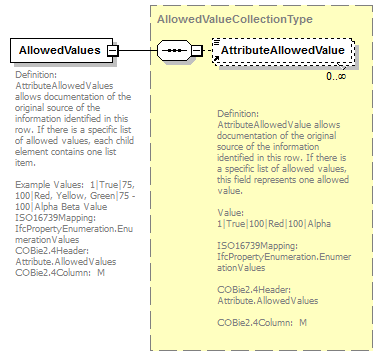 AllowedValueCollectionType
AllowedValues
AttributeAllowedValue
0..∞
Definition:
AttributeAllowedValues
allows documentation of the
original source of the
information identified in this
row. If there is a specific list
of allowed values, each child
element contains one list
item.
Example Values:  1|True|75,
100|Red, Yellow, Green|75 -
100|Alpha Beta Value
ISO16739Mapping:
IfcPropertyEnumeration.Enu
merationValues
COBie2.4Header:
Attribute.AllowedValues
COBie2.4Column:  M
Definition:
AttributeAllowedValue allows
documentation of the original
source of the information
identified in this row. If there is
a specific list of allowed values,
this field represents one allowed
value.
Value:
1|True|100|Red|100|Alpha
ISO16739Mapping:
IfcPropertyEnumeration.Enumer
ationValues
COBie2.4Header:
Attribute.AllowedValues
COBie2.4Column:  M